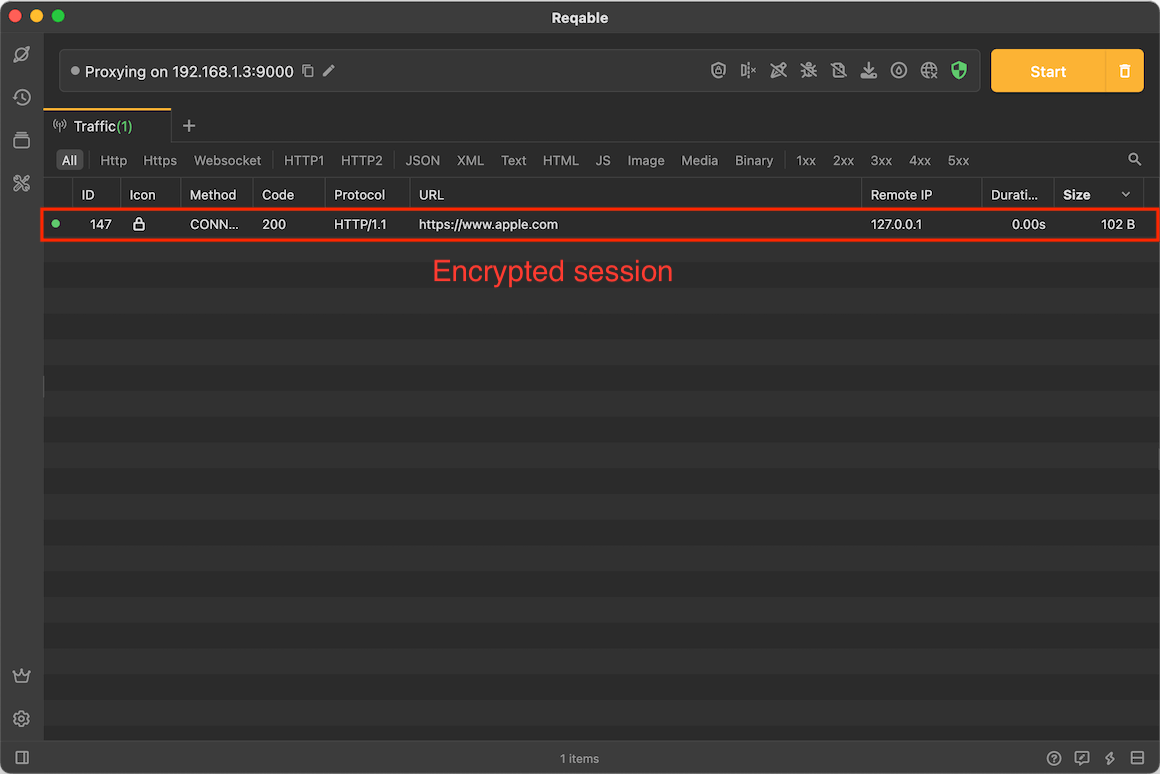 Reqable
Proxying on 192.168.1.3:9000
Start
Traffic(1)
All Http Https Websocket HTTP1 HTTP2 JSON XML Text HTML JS Image Media Binary 1xx 2xx 3xx 4xx 5xx
ID Icon Method Code Protocol URL Remote IP Durati... Size
147 CONN... 200 HTTP/1.1 https://www.apple.com 127.0.0.1 0.00s 102 B
Encrypted session
1 items